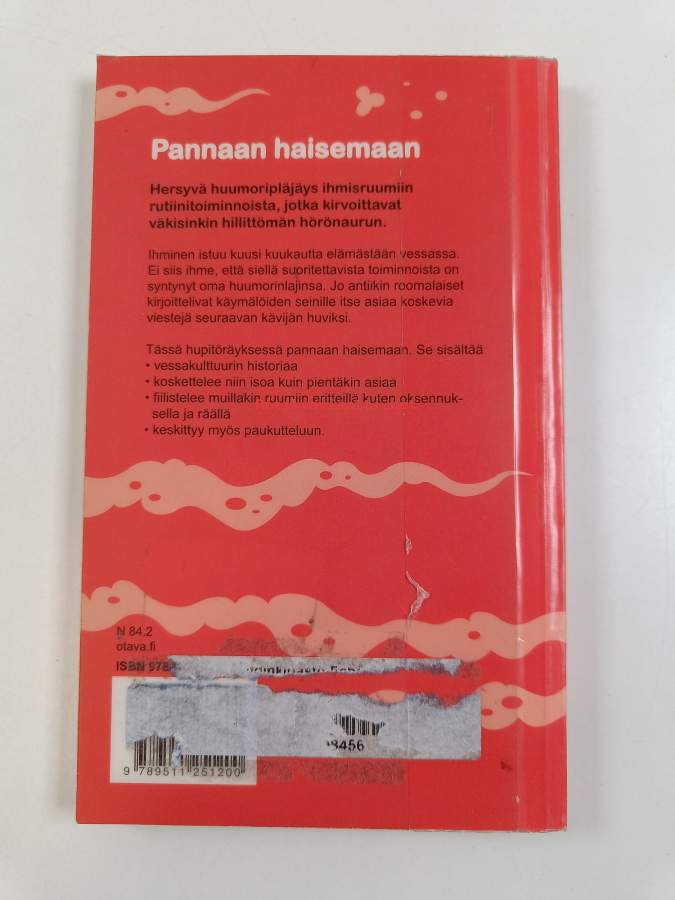 Pannaan haisemaan
Hersyvä huumoripläjäys ihmisruumiin
rutiinitoiminnoista, jotka kirvoittavat
väkisinkin hillittömän hörönaurun.
Ihminen istuu kuusi kuukautta elämästään vessassa.
Ei siis ihme, että siellä suoritettavista toiminnoista on
syntynyt oma huumorinlajinsa. Jo antiikin roomalaiset
kirjoittelivat käymälöiden seinille itse asiaa koskevia
viestejä seuraavan kävijän huviksi.
Tässä hupitöräyksessä pannaan haisemaan. Se sisältää
• vessakulttuurin historiaa
• koskettelee niin isoa kuin pientäkin asiaa
• fiilistelee muillakin ruumiin eritteillä kuten oksennuk-
sella ja räällä
• keskittyy myös paukutteluun.
N 84.2
otava.fi
ISBN 978
8456
9 789511 251200